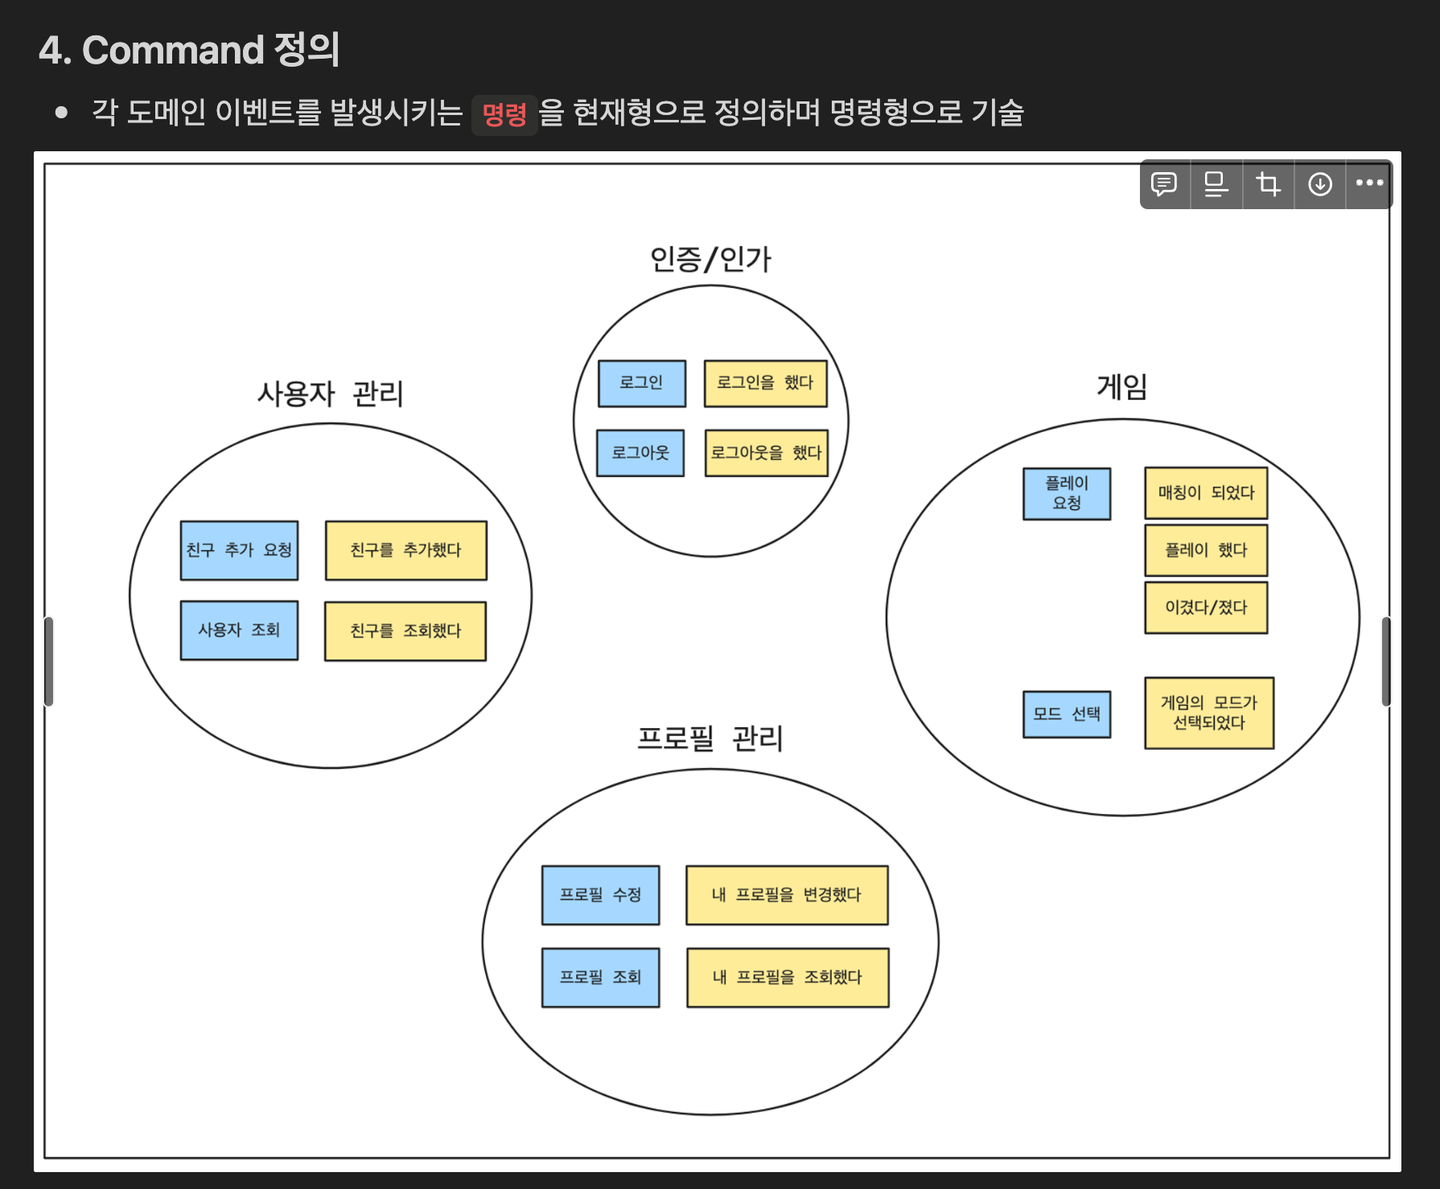 4. Command 정의
각 도메인 이벤트를 발생시키는 명령을 현재형으로 정의하며 명령형으로 기술
인증/인가
로그인
로그인을 했다
로그아웃
로그아웃을 했다
사용자 관리
친구 추가 요청
친구를 추가했다
사용자 조회
친구를 조회했다
게임
플레이
요청
매칭이 되었다
플레이 했다
이겼다/졌다
모드 선택
게임의 모드가
선택되었다
프로필 관리
프로필 수정
내 프로필을 변경했다
프로필 조회
내 프로필을 조회했다